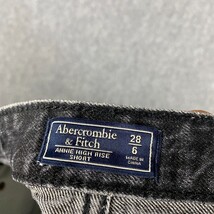 Abercrombie
& Fitch
ANNIE HIGH RISE
SHORT
28
6
MADE IN
CHINA